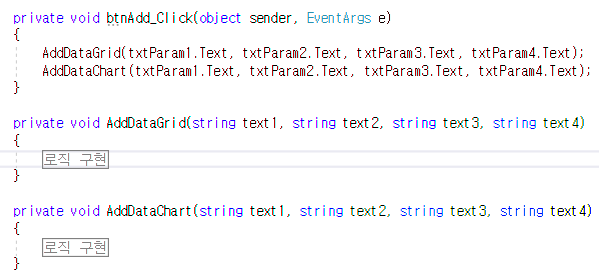 private void btnAdd_Click(object sender, EventArgs e)
{
AddDataGrid(txtParam1.Text, txtParam2.Text, txtParam3.Text, txtParam4.Text);
AddDataChart(txtParam1.Text, txtParam2.Text, txtParam3.Text, txtParam4.Text);
}
private void AddDataGrid(string text1, string text2, string text3, string text4)
{
로직 구현
}
private void AddDataChart(string text1, string text2, string text3, string text4)
{
로직 구현
}